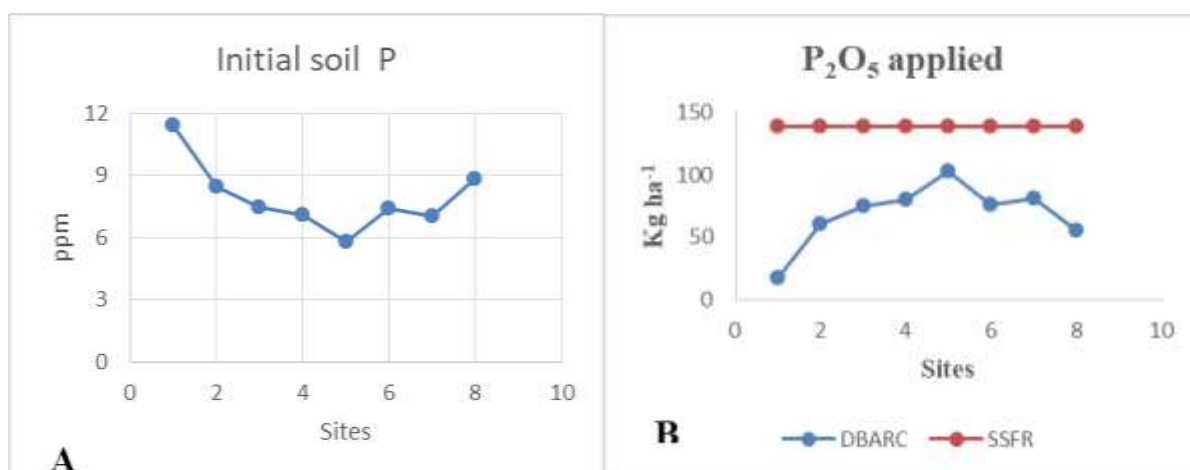 Initial soil P
12
9
6
3
0
ppm
0 2 4 6 8 10
Sites
A
P₂O₅ applied
150
100
50
0
Kg ha⁻¹
0 2 4 6 8 10
Sites
B
DBARC SSFR